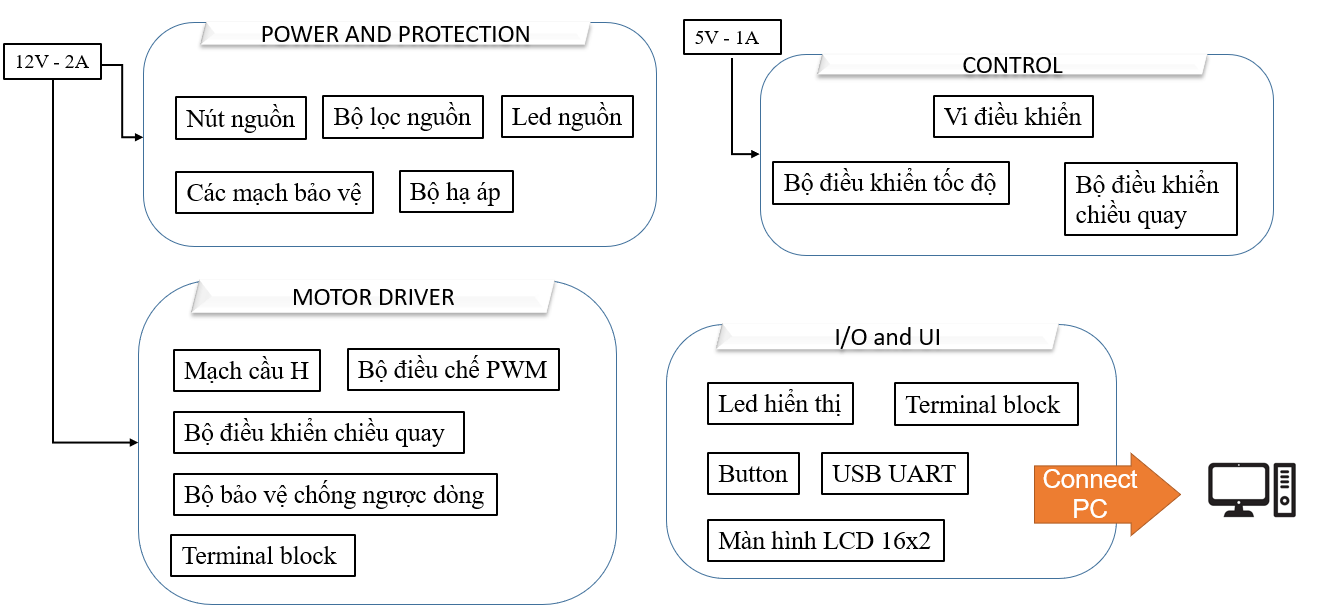 12V - 2A
POWER AND PROTECTION
Nút nguồn
Bộ lọc nguồn
Led nguồn
Các mạch bảo vệ
Bộ hạ áp
5V - 1A
CONTROL
Vi điều khiển
Bộ điều khiển tốc độ
Bộ điều khiển
chiều quay
MOTOR DRIVER
Mạch cầu H
Bộ điều chế PWM
Bộ điều khiển chiều quay
Bộ bảo vệ chống ngược dòng
Terminal block
I/O and UI
Led hiển thị
Terminal block
Button
USB UART
Màn hình LCD 16x2
Connect
PC